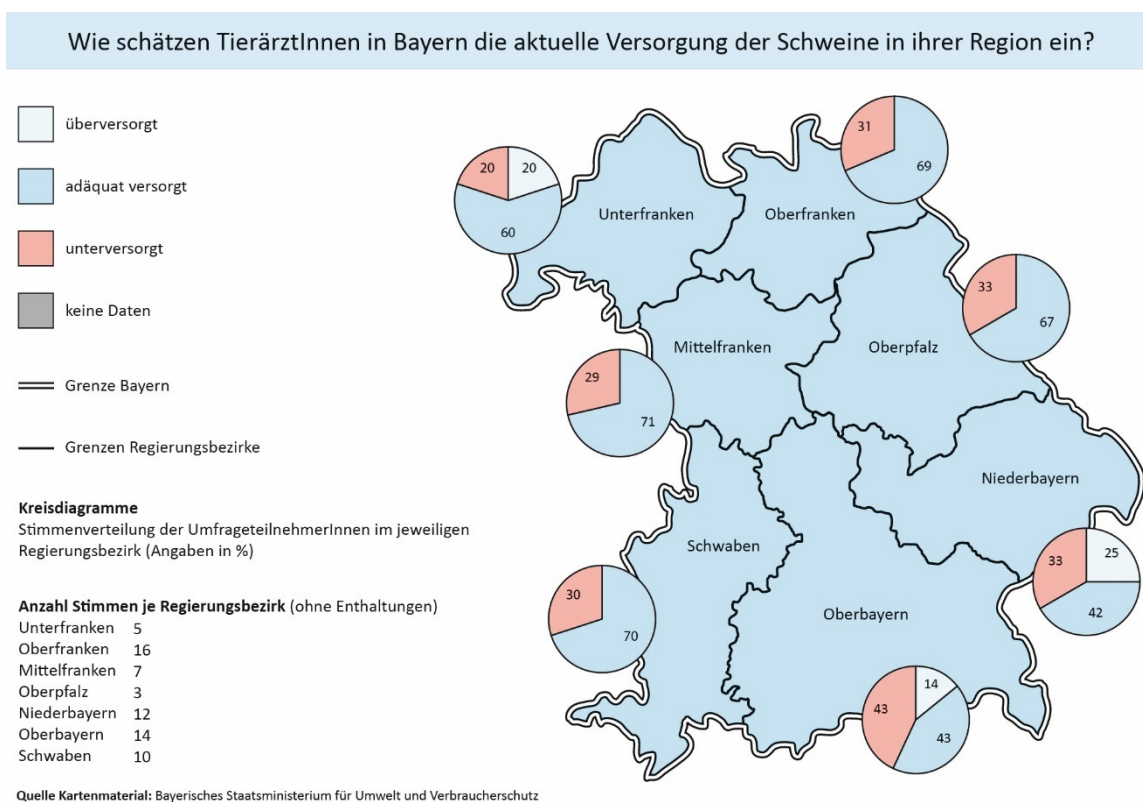 Wie schätzen TierärztInnen in Bayern die aktuelle Versorgung der Schweine in ihrer Region ein?
überversorgt
adäquat versorgt
unterversorgt
keine Daten
Grenze Bayern
Grenzen Regierungsbezirke
Kreisdiagramme
Stimmenverteilung der UmfrageteilnehmerInnen im jeweiligen
Regierungsbezirk (Angaben in %)
Anzahl Stimmen je Regierungsbezirk (ohne Enthaltungen)
Unterfranken 5
Oberfranken 16
Mittelfranken 7
Oberpfalz 3
Niederbayern 12
Oberbayern 14
Schwaben 10
20 20
60
Unterfranken
31
69
Oberfranken
33
67
Oberpfalz
Mittelfranken
29
71
Niederbayern
33 25
42
Schwaben
30
70
Oberbayern
43 14
43
Quelle Kartenmaterial: Bayerisches Staatsministerium für Umwelt und Verbraucherschutz